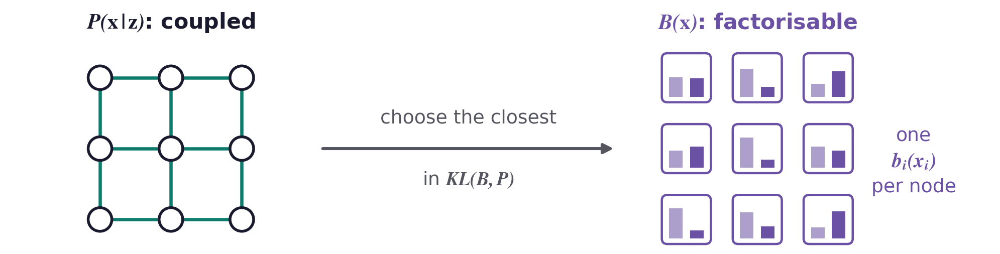 P(x|z): coupled
B(x): factorisable
choose the closest
in KL(B, P)
one
bᵢ(xᵢ)
per node